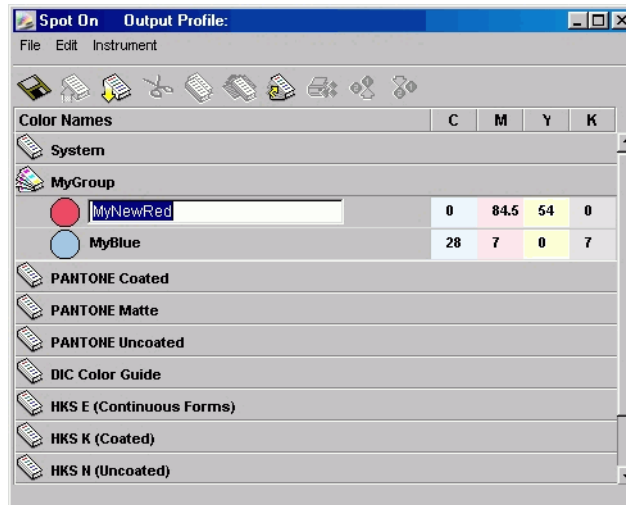 Spot On Output Profile:
File Edit Instrument
Color Names C M Y K
System
MyGroup
MyNewRed 0 84.5 54 0
MyBlue 28 7 0 7
PANTONE Coated
PANTONE Matte
PANTONE Uncoated
DIC Color Guide
HKS E (Continuous Forms)
HKS K (Coated)
HKS N (Uncoated)